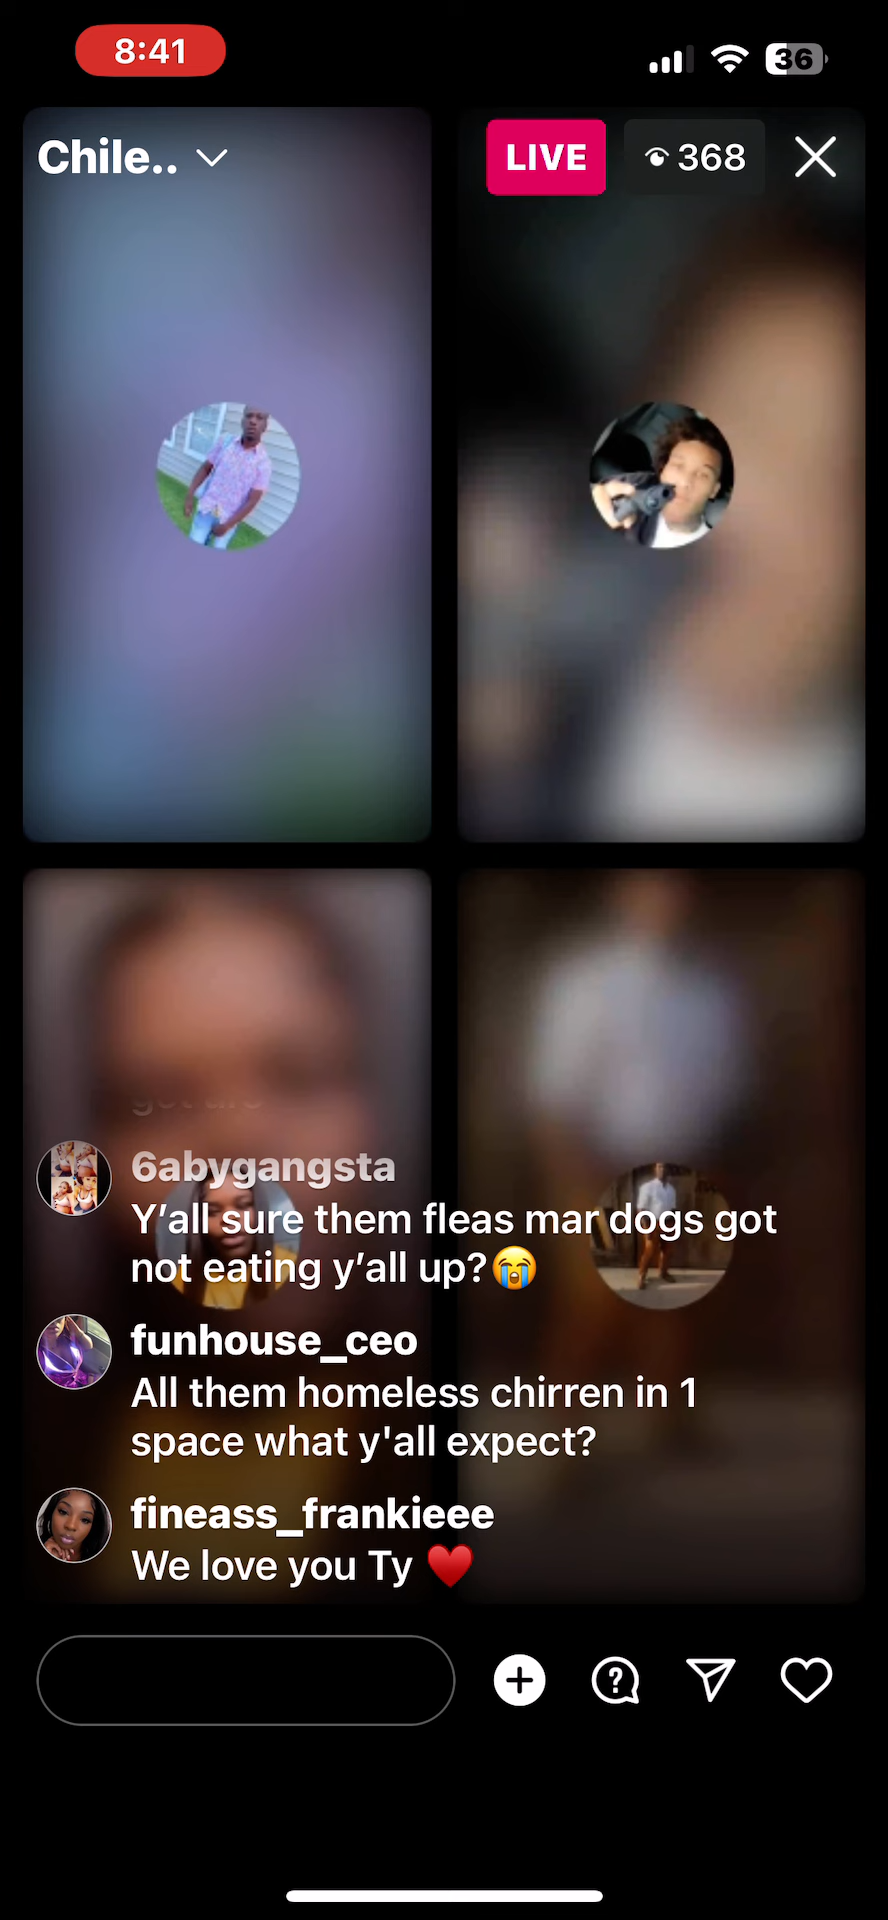 8:41
36
Chile..
LIVE
368
6abygangsta
Y’all sure them fleas mar dogs got
not eating y’all up?😭
funhouse_ceo
All them homeless chirren in 1
space what y'all expect?
fineass_frankieee
We love you Ty ♥️